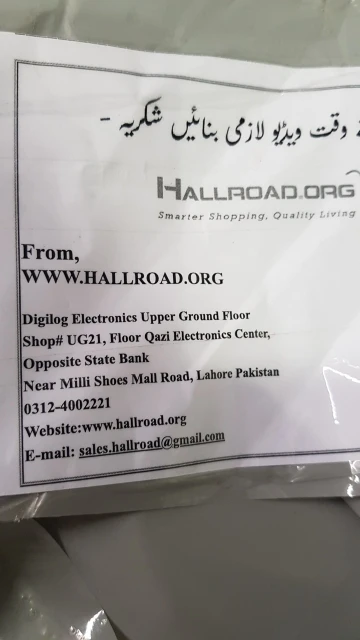 وقت ویڈیو لازمی بنائیں شکریہ -
HALLROAD.ORG
Smarter Shopping, Quality Living
From,
WWW.HALLROAD.ORG
Digilog Electronics Upper Ground Floor
Shop# UG21, Floor Qazi Electronics Center,
Opposite State Bank
Near Milli Shoes Mall Road, Lahore Pakistan
0312-4002221
Website:www.hallroad.org
E-mail: sales.hallroad@gmail.com